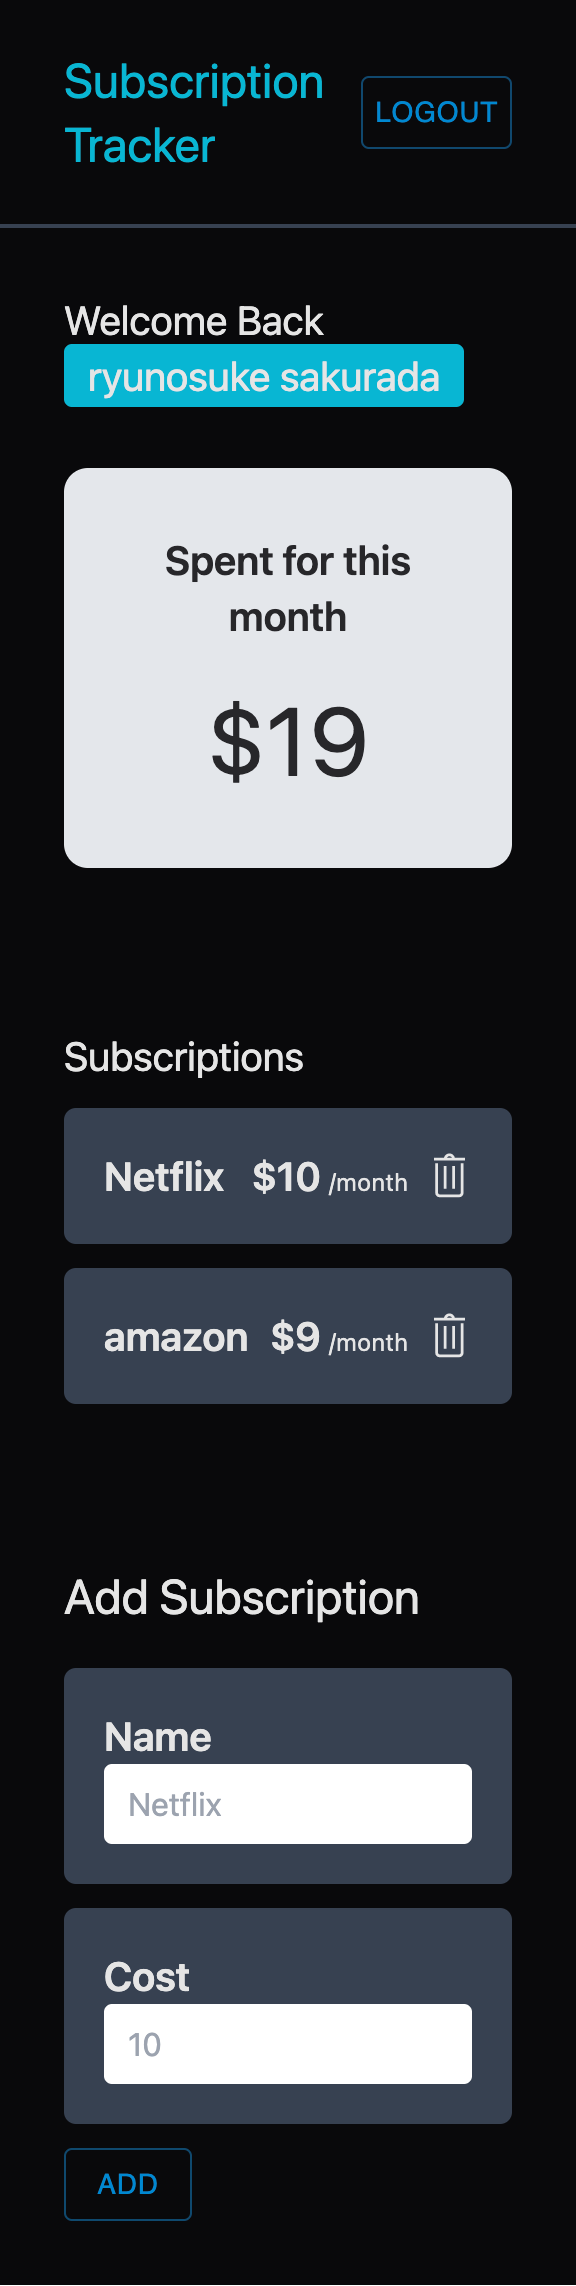 Subscription
Tracker
LOGOUT
Welcome Back
ryunosuke sakurada
Spent for this
month
$19
Subscriptions
Netflix $10 /month
amazon $9 /month
Add Subscription
Name
Netflix
Cost
10
ADD